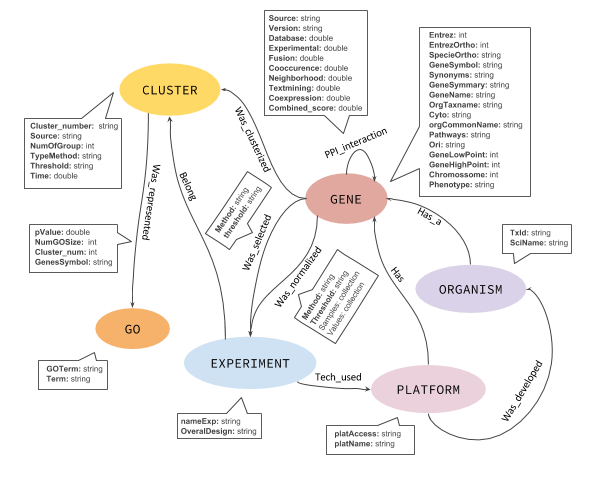 Source: string
Version: string
Database: double
Experimental: double
Fusion: double
Cooccurence: double
Neighborhood: double
Textmining: double
Coexpression: double
Combined_score: double
Entrez: int
EntrezOrtho: int
SpecieOrtho: string
GeneSymbol: string
Synonyms: string
GeneSymmary: string
GeneName: string
OrgTaxname: string
Cyto: string
orgCommonName: string
Pathways: string
Ori: string
GeneLowPoint: int
GeneHighPoint: int
Chromossome: int
Phenotype: string
CLUSTER
Cluster_number: string
Source: string
NumOfGroup: int
TypeMethod: string
Threshold: string
Time: double
Was_clusterized
PPI_interaction
GENE
Was_represented
Belong
Method: string
threshold: string
Was_selected
Was_normalized
Method: string
Threshold: string
Samples: collection
Values: collection
Has_a
Has
TxId: string
SciName: string
pValue: double
NumGOSize: int
Cluster_num: int
GenesSymbol: string
ORGANISM
GO
EXPERIMENT
Tech_used
PLATFORM
Was_developed
GOTerm: string
Term: string
nameExp: string
OveralDesign: string
platAccess: string
platName: string